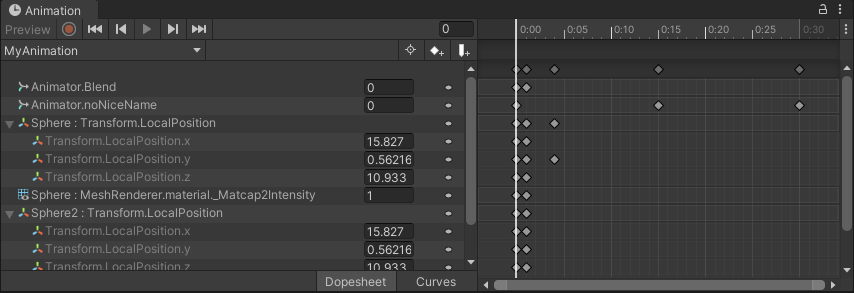 Animation
Preview 0 0:00 0:05 0:10 0:15 0:20 0:25 0:30
MyAnimation
Animator.Blend 0
Animator.noNiceName 0
Sphere : Transform.LocalPosition
Transform.LocalPosition.x 15.827
Transform.LocalPosition.y 0.56216
Transform.LocalPosition.z 10.933
Sphere : MeshRenderer.material._Matcap2Intensity 1
Sphere2 : Transform.LocalPosition
Transform.LocalPosition.x 15.827
Transform.LocalPosition.y 0.56216
Transform.LocalPosition.z 10.933
Dopesheet Curves